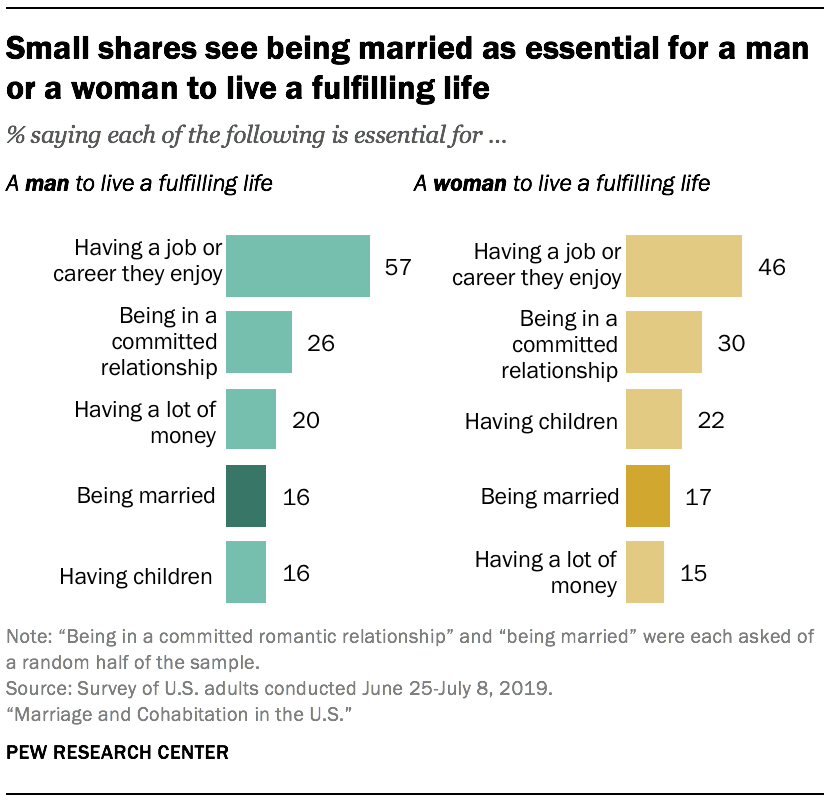 Small shares see being married as essential for a man
or a woman to live a fulfilling life
% saying each of the following is essential for ...
A man to live a fulfilling life
Having a job or
career they enjoy
57
Being in a
committed
relationship
26
Having a lot of
money
20
Being married
16
Having children
16
A woman to live a fulfilling life
Having a job or
career they enjoy
46
Being in a
committed
relationship
30
Having children
22
Being married
17
Having a lot of
money
15
Note: “Being in a committed romantic relationship” and “being married” were each asked of
a random half of the sample.
Source: Survey of U.S. adults conducted June 25-July 8, 2019.
“Marriage and Cohabitation in the U.S.”
PEW RESEARCH CENTER